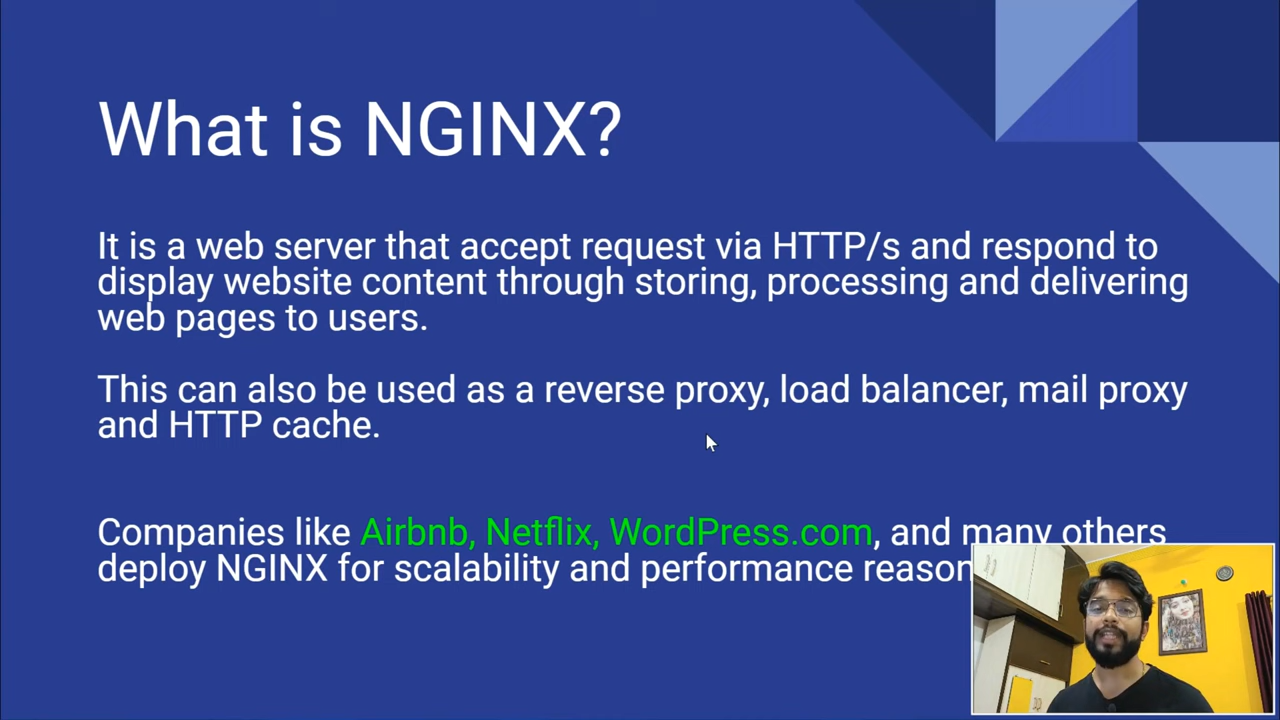 What is NGINX?
It is a web server that accept request via HTTP/s and respond to
display website content through storing, processing and delivering
web pages to users.
This can also be used as a reverse proxy, load balancer, mail proxy
and HTTP cache.
Companies like Airbnb, Netflix, WordPress.com, and many others
deploy NGINX for scalability and performance reason